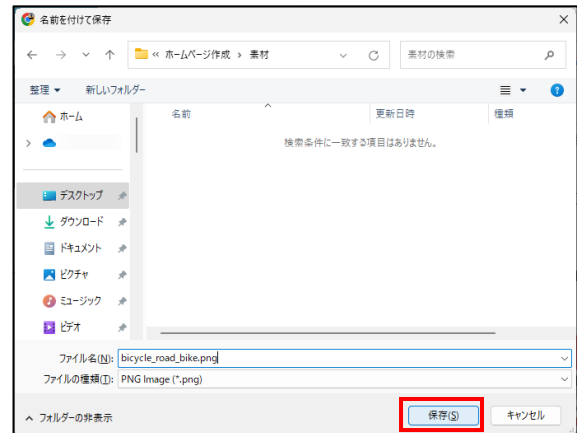 名前を付けて保存
« ホームページ作成 › 素材
素材の検索
整理 新しいフォルダー
名前 更新日時 種類
検索条件に一致する項目はありません。
ホーム
デスクトップ
ダウンロード
ドキュメント
ピクチャ
ミュージック
ビデオ
ファイル名(N): bicycle_road_bike.png
ファイルの種類(T): PNG Image (*.png)
フォルダーの非表示
保存(S) キャンセル